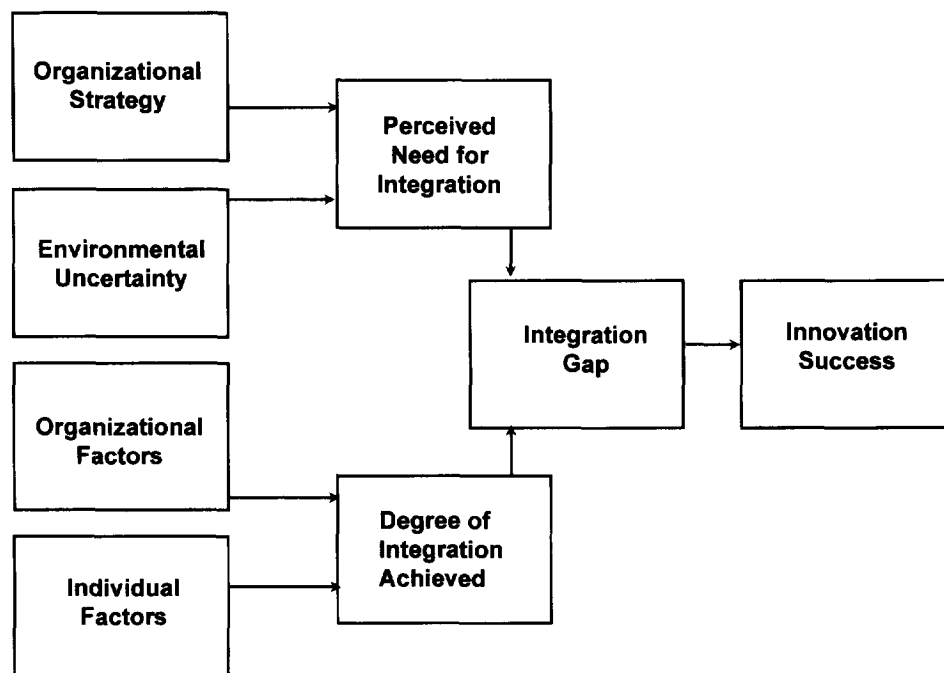 Organizational
Strategy
Perceived
Need for
Integration
Environmental
Uncertainty
Integration
Gap
Innovation
Success
Organizational
Factors
Degree of
Integration
Achieved
Individual
Factors